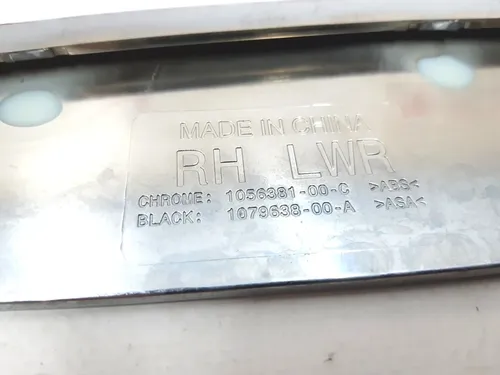 MADE IN CHINA
RH LWR
CHROME: 1056381-00-C >ABS<
BLACK: 1079638-00-A >ASA<